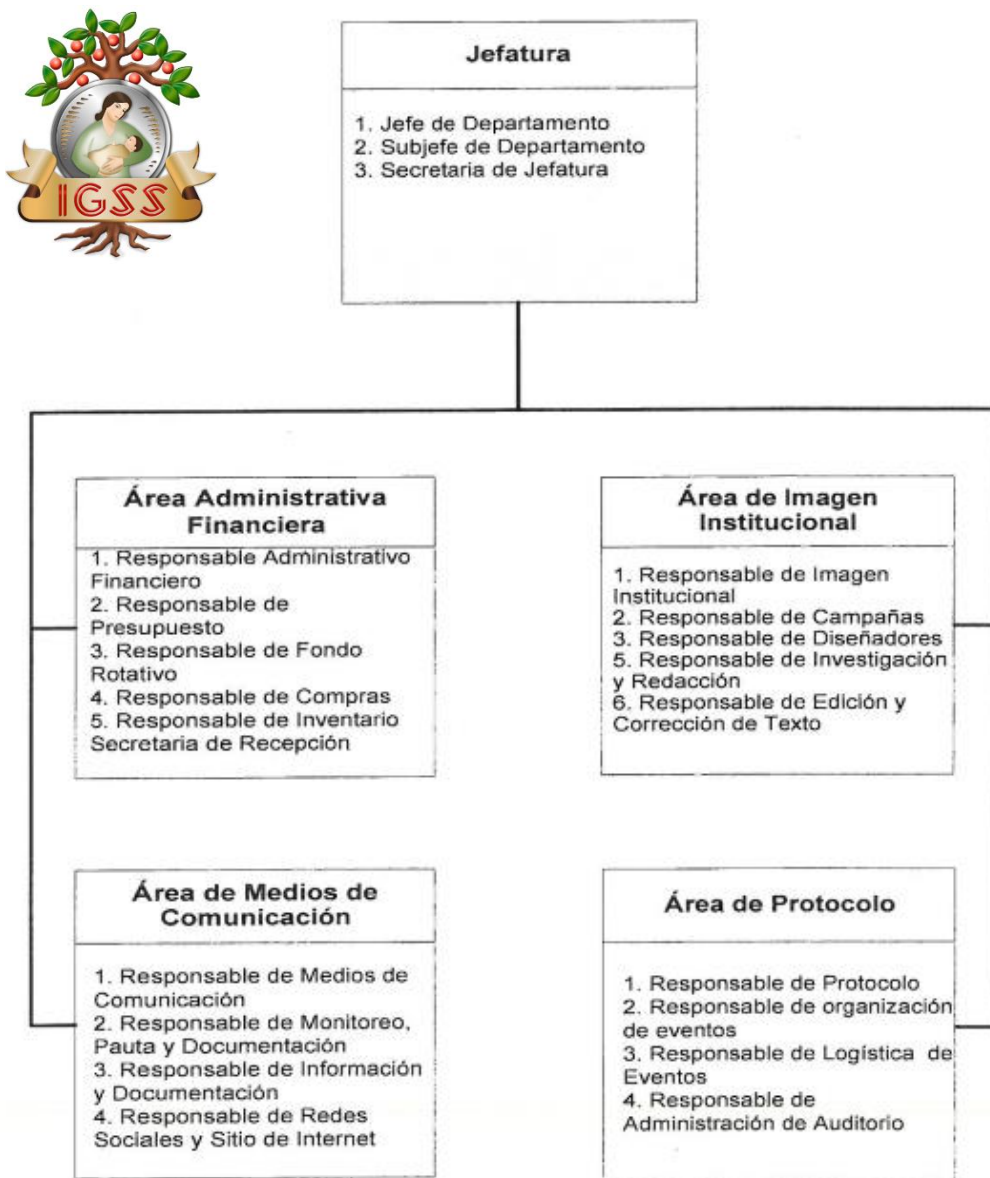 IGSS
Jefatura
1. Jefe de Departamento
2. Subjefe de Departamento
3. Secretaria de Jefatura
Área Administrativa
Financiera
1. Responsable Administrativo
Financiero
2. Responsable de
Presupuesto
3. Responsable de Fondo
Rotativo
4. Responsable de Compras
5. Responsable de Inventario
Secretaria de Recepción
Área de Imagen
Institucional
1. Responsable de Imagen
Institucional
2. Responsable de Campañas
3. Responsable de Diseñadores
5. Responsable de Investigación
y Redacción
6. Responsable de Edición y
Corrección de Texto
Área de Medios de
Comunicación
1. Responsable de Medios de
Comunicación
2. Responsable de Monitoreo,
Pauta y Documentación
3. Responsable de Información
y Documentación
4. Responsable de Redes
Sociales y Sitio de Internet
Área de Protocolo
1. Responsable de Protocolo
2. Responsable de organización
de eventos
3. Responsable de Logística de
Eventos
4. Responsable de
Administración de Auditorio